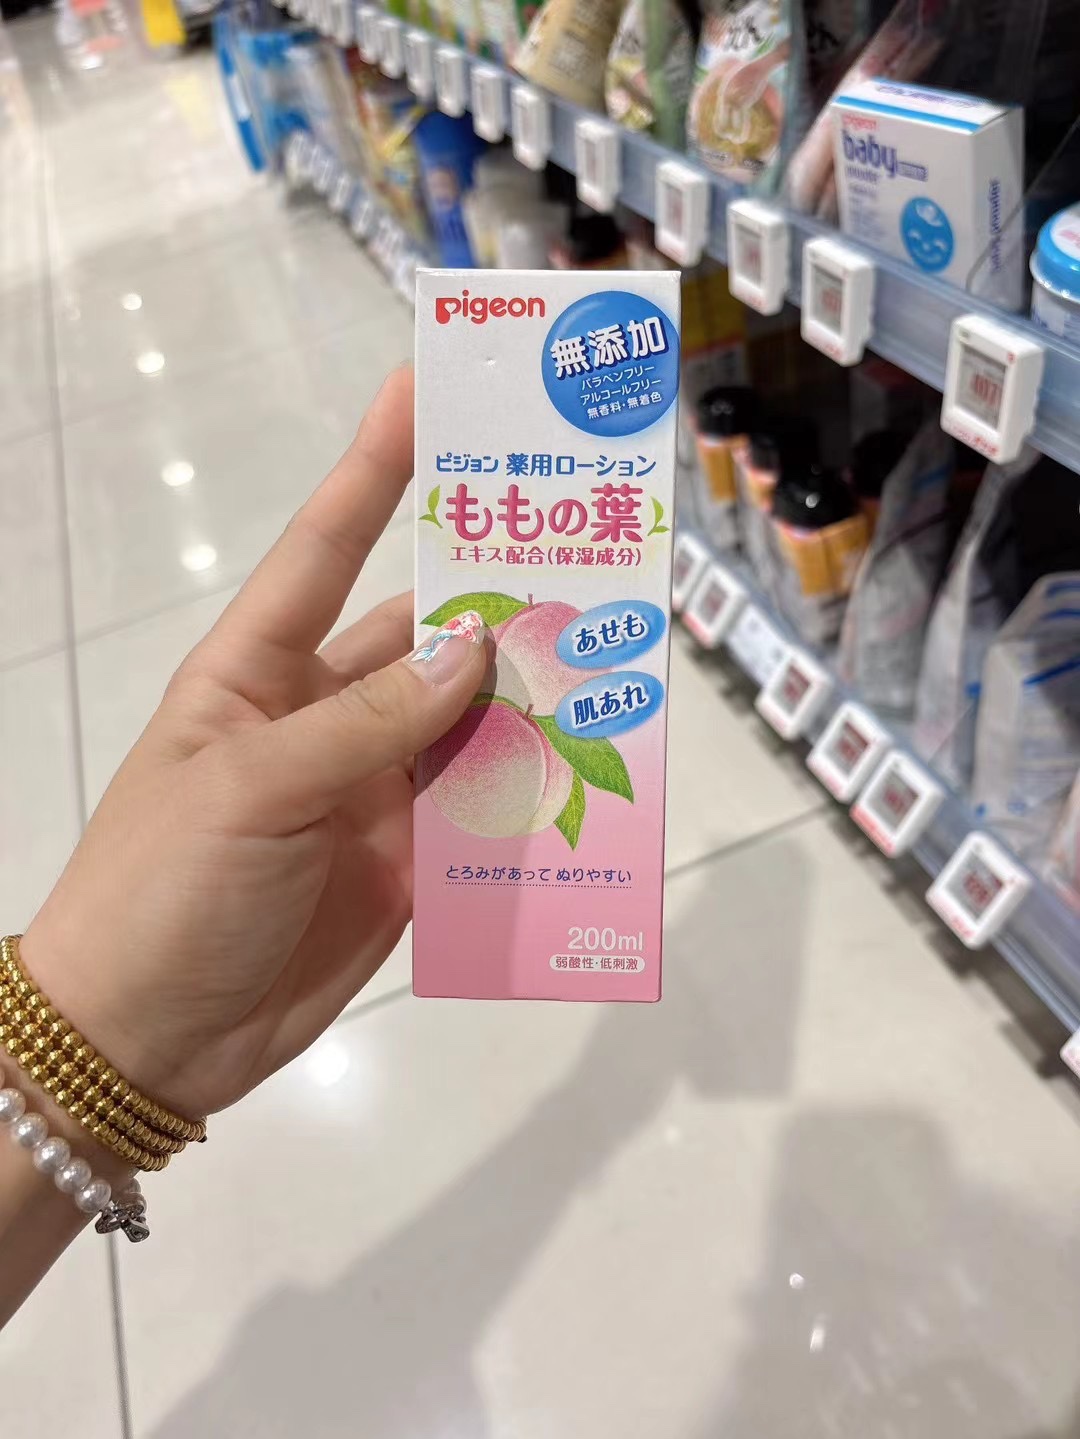 pigeon
無添加
パラベンフリー
アルコールフリー
無香料・無着色
ピジョン 薬用ローション
ももの葉
エキス配合(保湿成分)
あせも
肌あれ
とろみがあって ぬりやすい
200ml
弱酸性・低刺激
pigeon
baby